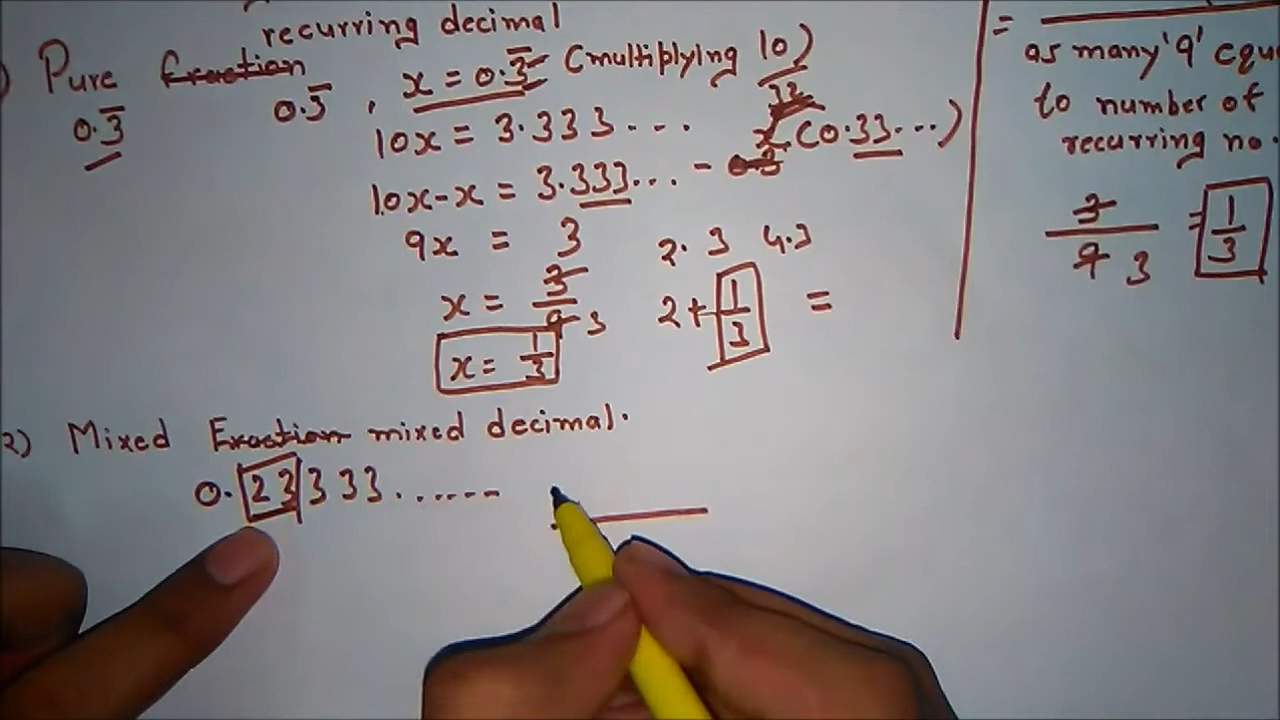 recurring decimal
) Pure fraction
0.3̅
0.3̅ , x = 0.3̅ (multiplying 10)
10x = 3.333...
10x-x = 3.333... - x (0.33...)
9x = 3
x = 3/9 3
x = 1/3
2.3 4.3
2+ 1/3 =
=
as many '9' equ
to number of
recurring no.
3/9 3 = 1/3
2) Mixed Fraction mixed decimal.
0.23333......